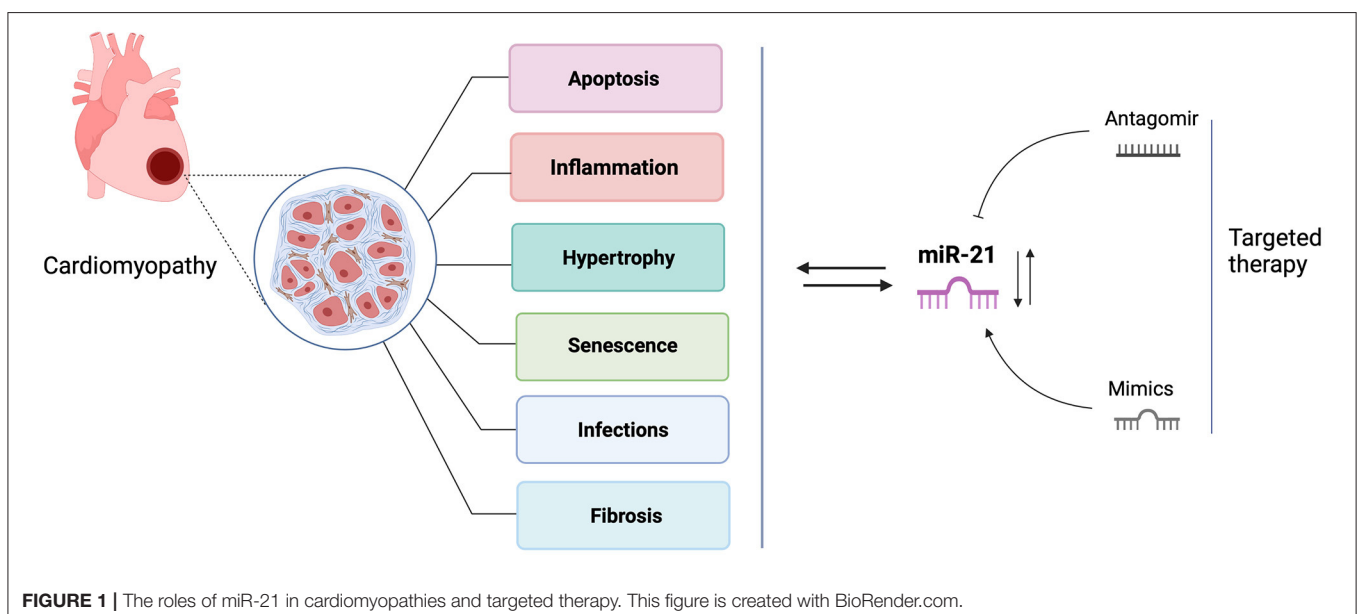 Cardiomyopathy
Apoptosis
Inflammation
Hypertrophy
Senescence
Infections
Fibrosis
miR-21
Antagomir
Mimics
Targeted
therapy
FIGURE 1 | The roles of miR-21 in cardiomyopathies and targeted therapy. This figure is created with BioRender.com.